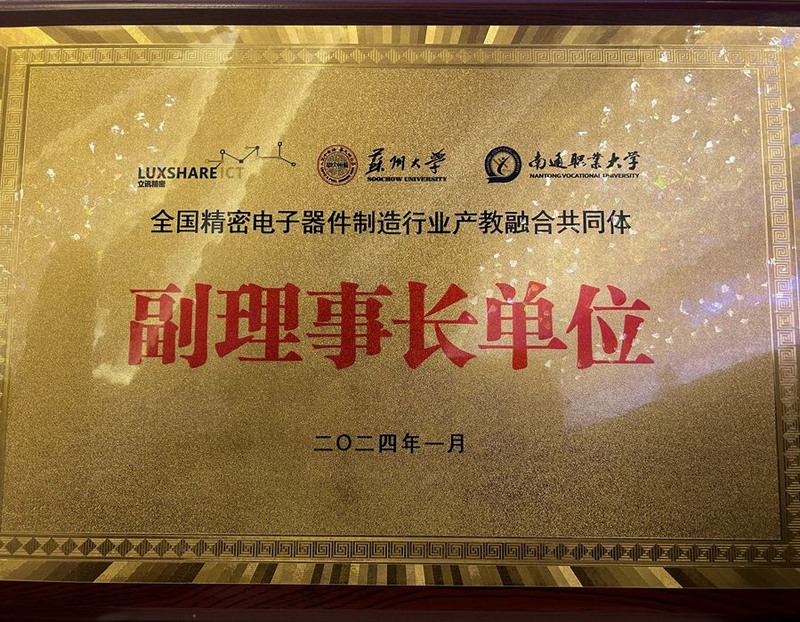 LUXSHARE ICT
立讯精密
蘇州大學
SOOCHOW UNIVERSITY
南通职业大学
NANTONG VOCATIONAL UNIVERSITY
全国精密电子器件制造行业产教融合共同体
副理事长单位
二〇二四年一月